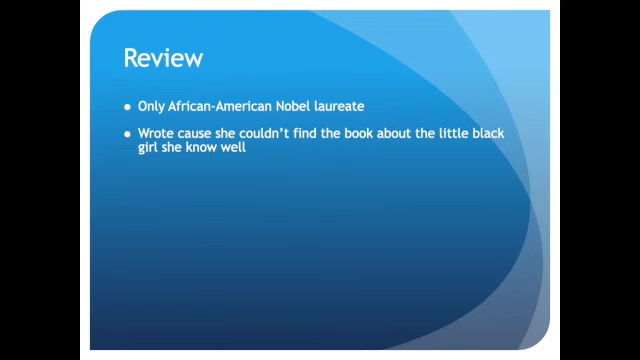 Review
Only African-American Nobel laureate
Wrote cause she couldn't find the book about the little black
girl she know well